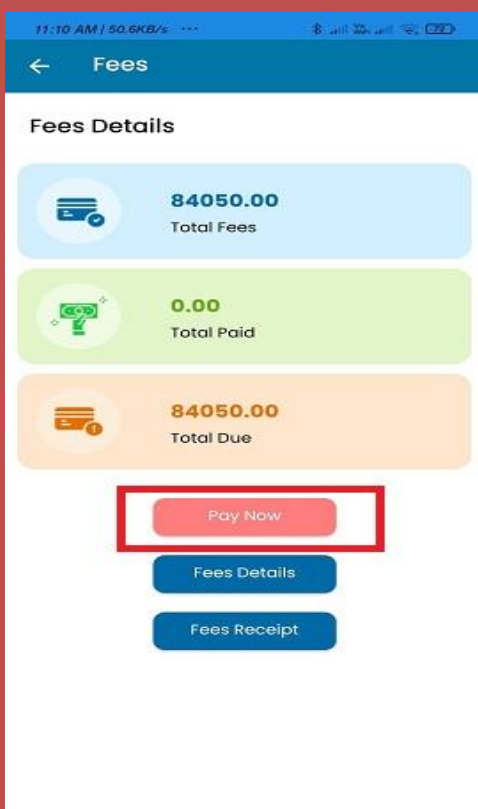 11:10 AM | 50.6KB/s ...
Fees
Fees Details
84050.00
Total Fees
0.00
Total Paid
84050.00
Total Due
Pay Now
Fees Details
Fees Receipt